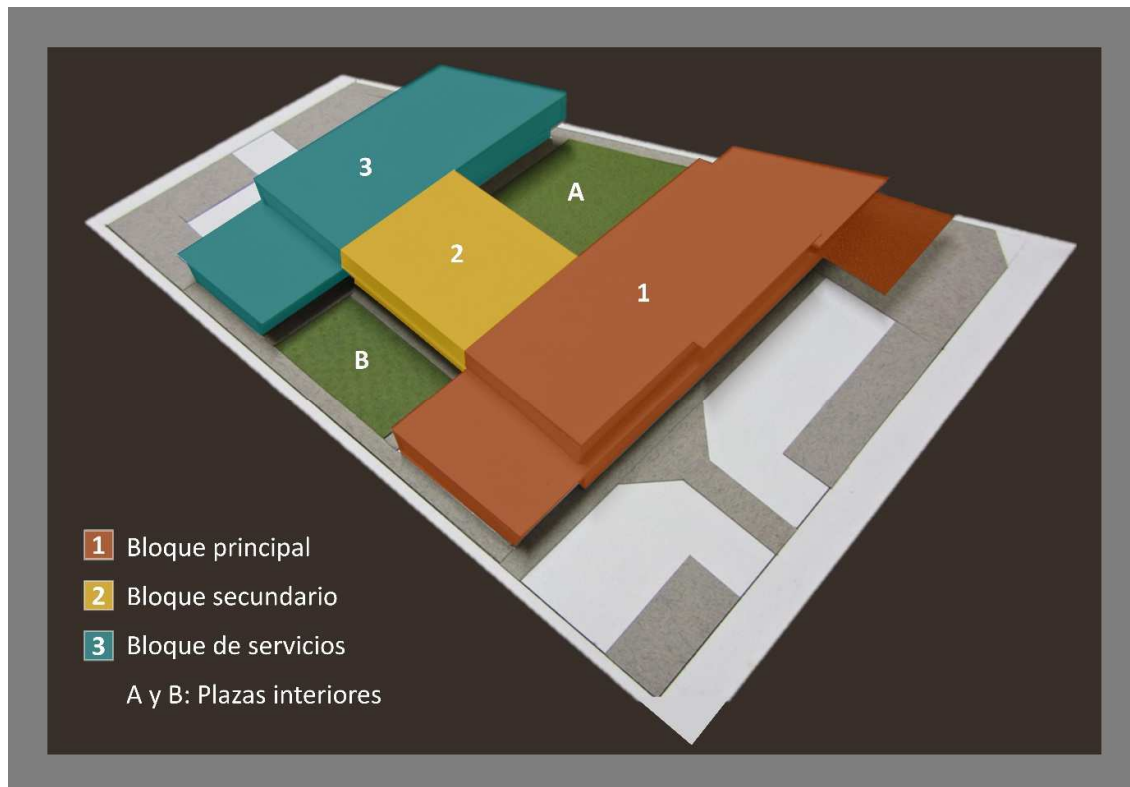 3
A
2
1
B
1 Bloque principal
2 Bloque secundario
3 Bloque de servicios
A y B: Plazas interiores